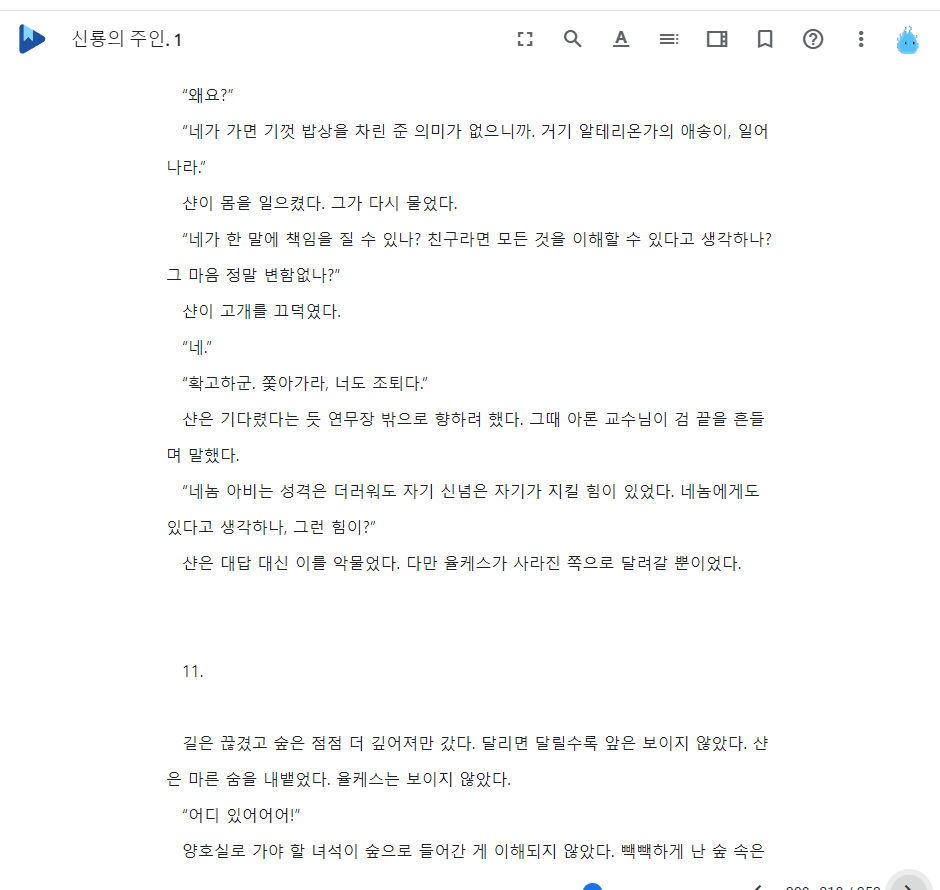 신룡의 주인. 1
“왜요?”
“네가 가면 기껏 밥상을 차린 준 의미가 없으니까. 거기 알테리온가의 애송이, 일어
나라.”
샨이 몸을 일으켰다. 그가 다시 물었다.
“네가 한 말에 책임을 질 수 있나? 친구라면 모든 것을 이해할 수 있다고 생각하나?
그 마음 정말 변함없나?”
샨이 고개를 끄덕였다.
“네.”
“확고하군. 쫓아가라, 너도 조퇴다.”
샨은 기다렸다는 듯 연무장 밖으로 향하려 했다. 그때 아론 교수님이 검 끝을 흔들
며 말했다.
“네놈 아비는 성격은 더러워도 자기 신념은 자기가 지킬 힘이 있었다. 네놈에게도
있다고 생각하나, 그런 힘이?”
샨은 대답 대신 이를 악물었다. 다만 율케스가 사라진 쪽으로 달려갈 뿐이었다.
11.
길은 끊겼고 숲은 점점 더 깊어져만 갔다. 달리면 달릴수록 앞은 보이지 않았다. 샨
은 마른 숨을 내뱉었다. 율케스는 보이지 않았다.
“어디 있어어어!”
양호실로 가야 할 녀석이 숲으로 들어간 게 이해되지 않았다. 빽빽하게 난 숲 속은